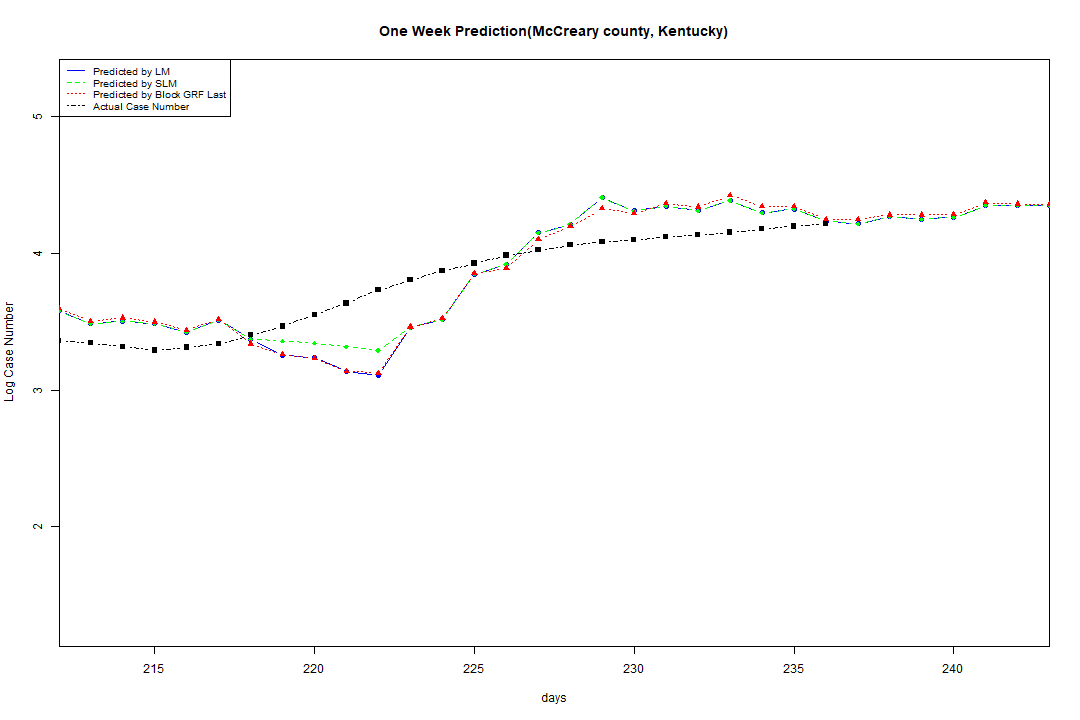 One Week Prediction(McCreary county, Kentucky)
Predicted by LM
Predicted by SLM
Predicted by Block GRF Last
Actual Case Number
5
4
3
2
Log Case Number
215 220 225 230 235 240
days